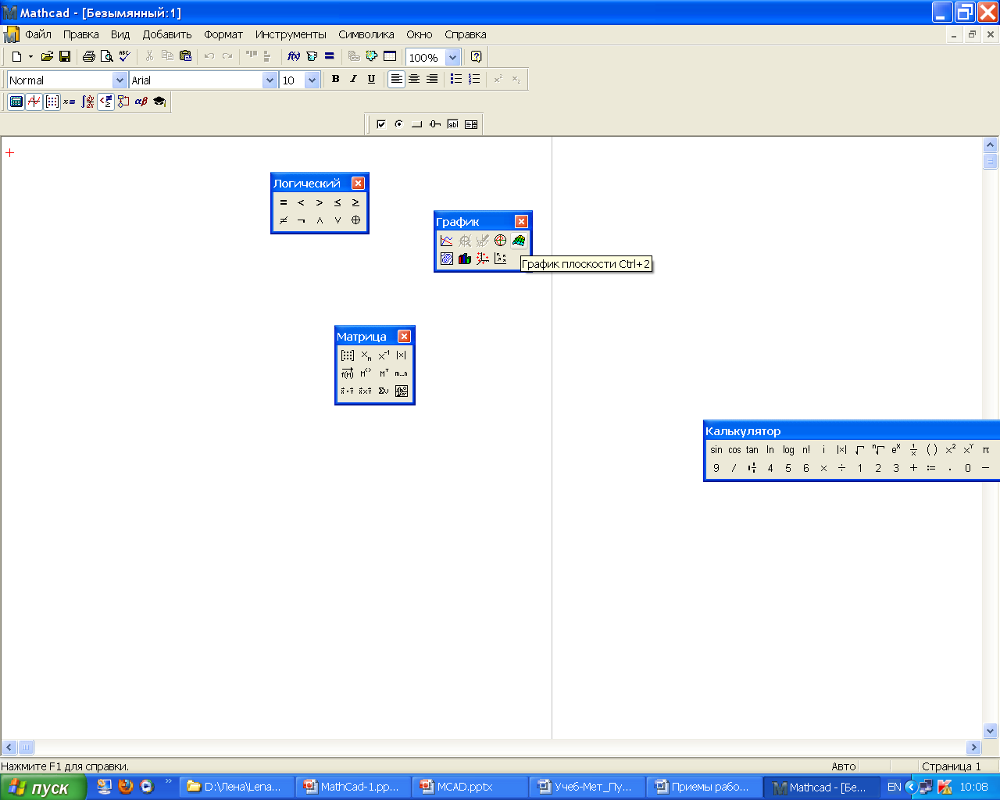 Mathcad - [Безымянный:1]
Файл Правка Вид Добавить Формат Инструменты Символика Окно Справка
100%
Normal Arial 10 B I U
Логический
= < > ≤ ≥
≠ ¬ ∧ ∨ ⊕
График
График плоскости Ctrl+2
Матрица
Калькулятор
sin cos tan ln log n! i |×| √ ⁿ√ eˣ 1/x ( ) x² xʸ π
9 / 4 5 6 × ÷ 1 2 3 + := . 0 −
Нажмите F1 для справки. Авто Страница 1
пуск D:\Лена\Lena... MathCad-1.pp... MCAD.pptx Учеб-Мет_Пу... Приемы рабо... Mathcad - [Бе... EN 10:08